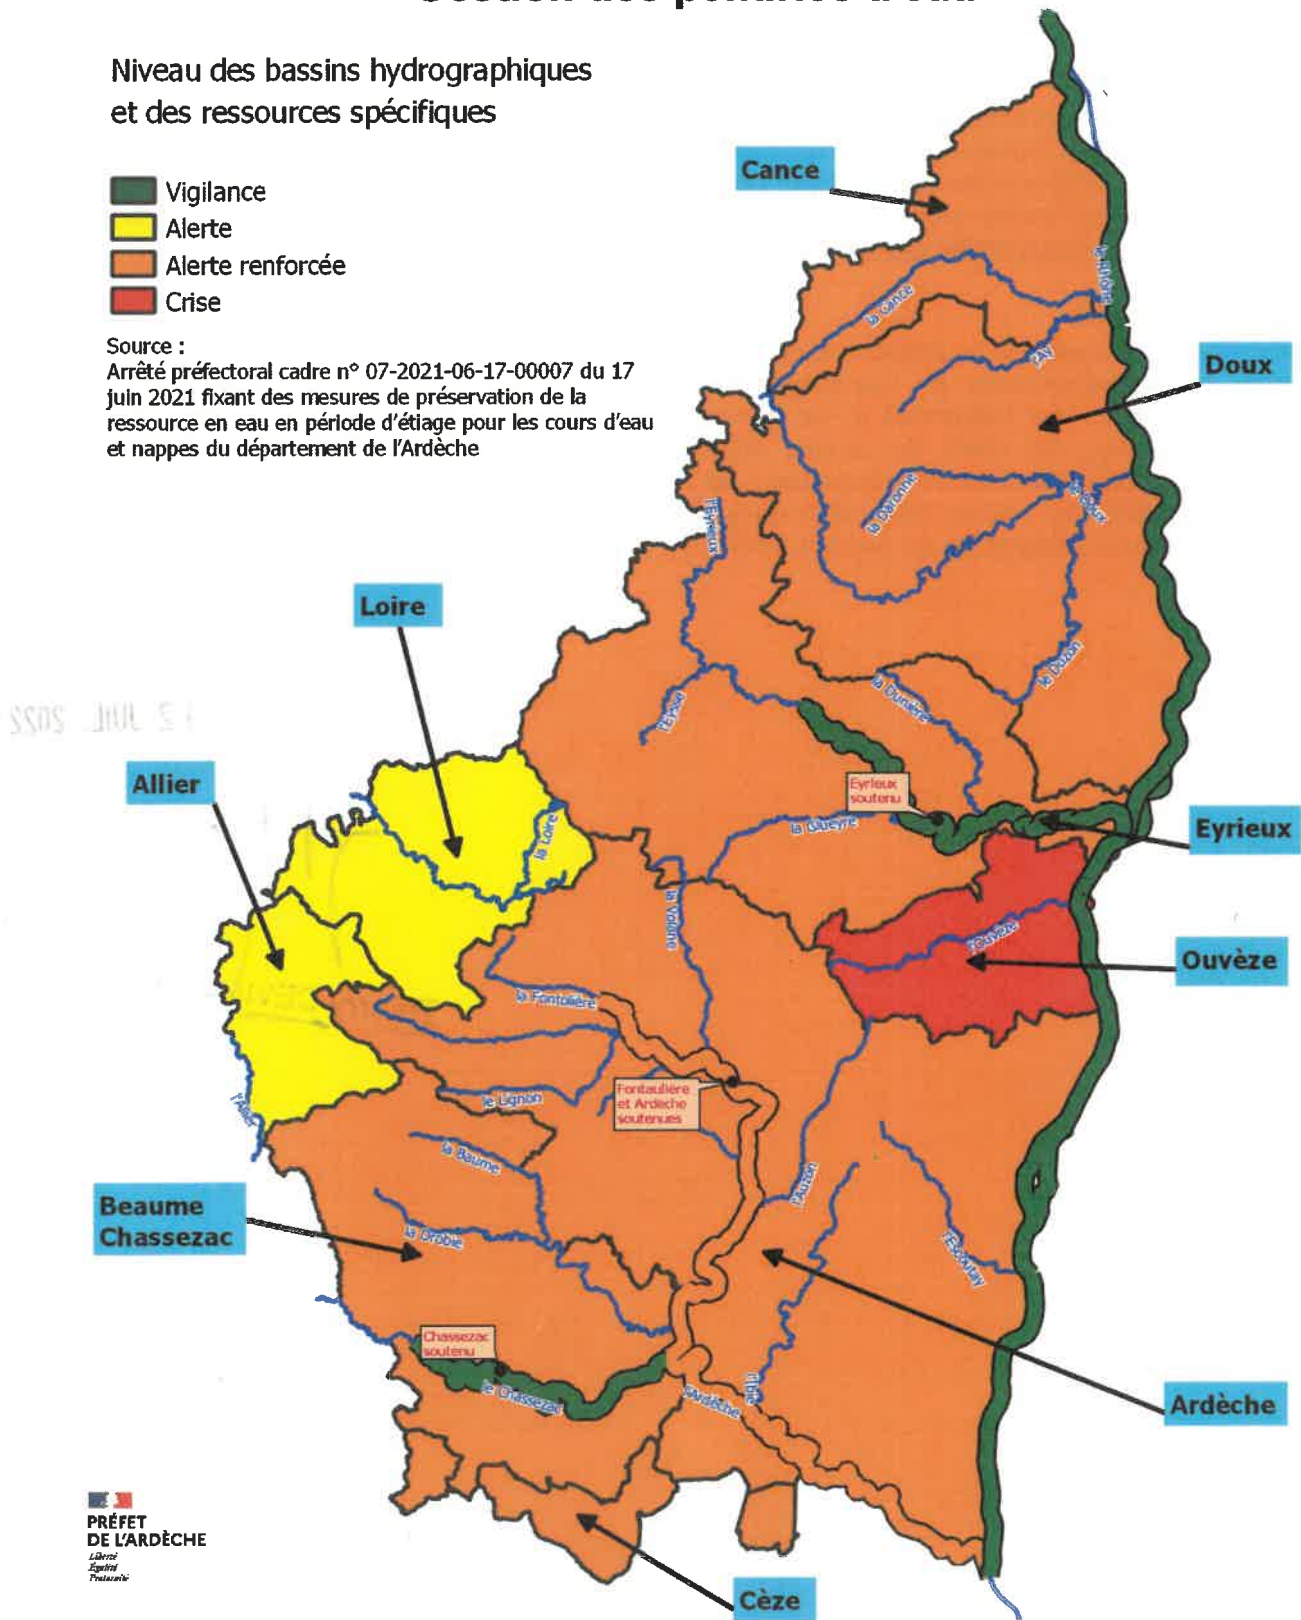 Niveau des bassins hydrographiques
et des ressources spécifiques
Vigilance
Alerte
Alerte renforcée
Crise
Source :
Arrêté préfectoral cadre n° 07-2021-06-17-00007 du 17
juin 2021 fixant des mesures de préservation de la
ressource en eau en période d'étiage pour les cours d'eau
et nappes du département de l'Ardèche
Cance
le Rhône
la Cance
l'Ay
Doux
la Daronne
le Doux
l'Eyrieux
Loire
le Duzon
la Dunière
l'Eysse
Allier
Eyrieux
soutenu
la Loire
la Glueyre
Eyrieux
la Volane
l'Ouvèze
Ouvèze
la Fontolière
Fontaulière
et Ardèche
soutenues
le Lignon
l'Allier
la Baume
l'Auzon
Beaume
Chassezac
la Drobie
l'Escoutay
Chassezac
soutenu
le Chassezac
l'Ardèche
l'Ibie
Ardèche
PRÉFET
DE L'ARDÈCHE
Liberté
Égalité
Fraternité
Cèze